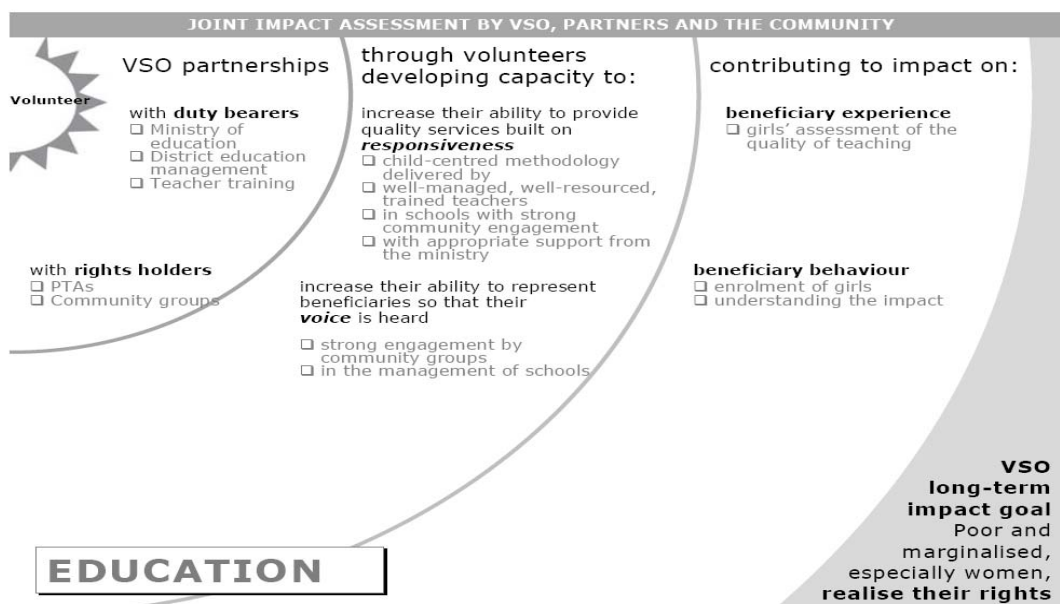 JOINT IMPACT ASSESSMENT BY VSO, PARTNERS AND THE COMMUNITY
Volunteer
VSO partnerships
with duty bearers
❑ Ministry of
education
❑ District education
management
❑ Teacher training
with rights holders
❑ PTAs
❑ Community groups
through volunteers
developing capacity to:
increase their ability to provide
quality services built on
responsiveness
❑ child-centred methodology
delivered by
❑ well-managed, well-resourced,
trained teachers
❑ in schools with strong
community engagement
❑ with appropriate support from
the ministry
increase their ability to represent
beneficiaries so that their
voice is heard
❑ strong engagement by
community groups
❑ in the management of schools
contributing to impact on:
beneficiary experience
❑ girls’ assessment of the
quality of teaching
beneficiary behaviour
❑ enrolment of girls
❑ understanding the impact
VSO
long-term
impact goal
Poor and
marginalised,
especially women,
realise their rights
EDUCATION